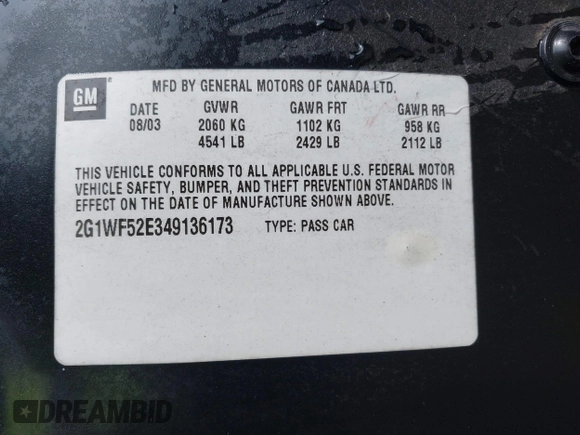 GM
MFD BY GENERAL MOTORS OF CANADA LTD.
DATE GVWR GAWR FRT GAWR RR
08/03 2060 KG 1102 KG 958 KG
4541 LB 2429 LB 2112 LB
THIS VEHICLE CONFORMS TO ALL APPLICABLE U.S. FEDERAL MOTOR
VEHICLE SAFETY, BUMPER, AND THEFT PREVENTION STANDARDS IN
EFFECT ON THE DATE OF MANUFACTURE SHOWN ABOVE.
2G1WF52E349136173 TYPE: PASS CAR
DREAMBID